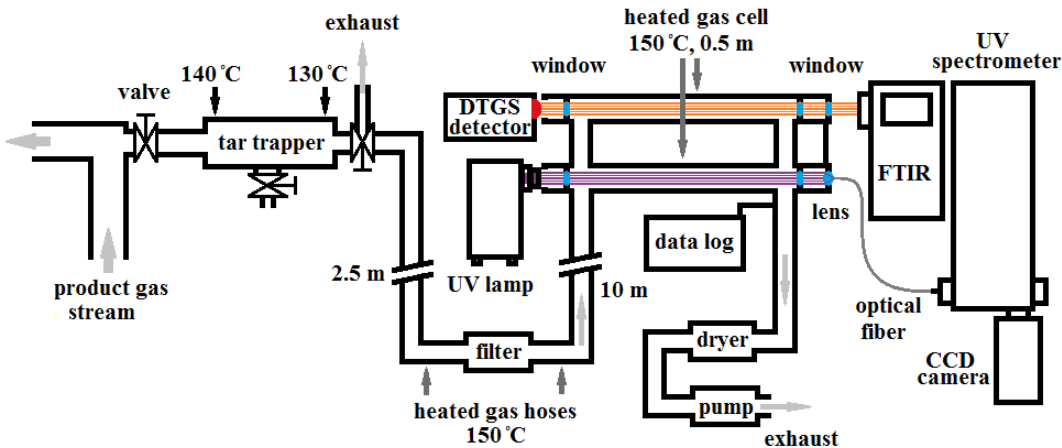 exhaust
heated gas cell
150°C, 0.5 m
UV
spectrometer
140°C
130°C
window
window
valve
DTGS
detector
tar trapper
FTIR
lens
data log
2.5 m
UV lamp
10 m
product gas
stream
optical
fiber
filter
dryer
CCD
camera
heated gas hoses
150°C
pump
exhaust